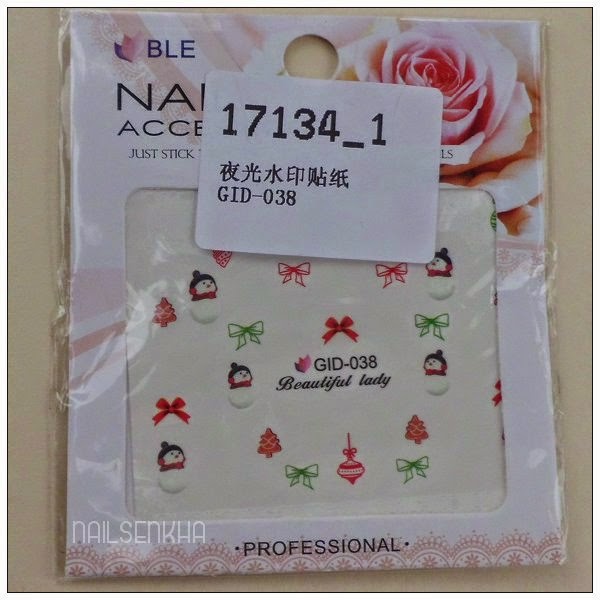 BLE
NAI
ACCE
JUST STICK
LS
17134_1
夜光水印贴纸
GID-038
GID-038
Beautiful lady
NAILSENKHA
·PROFESSIONAL·